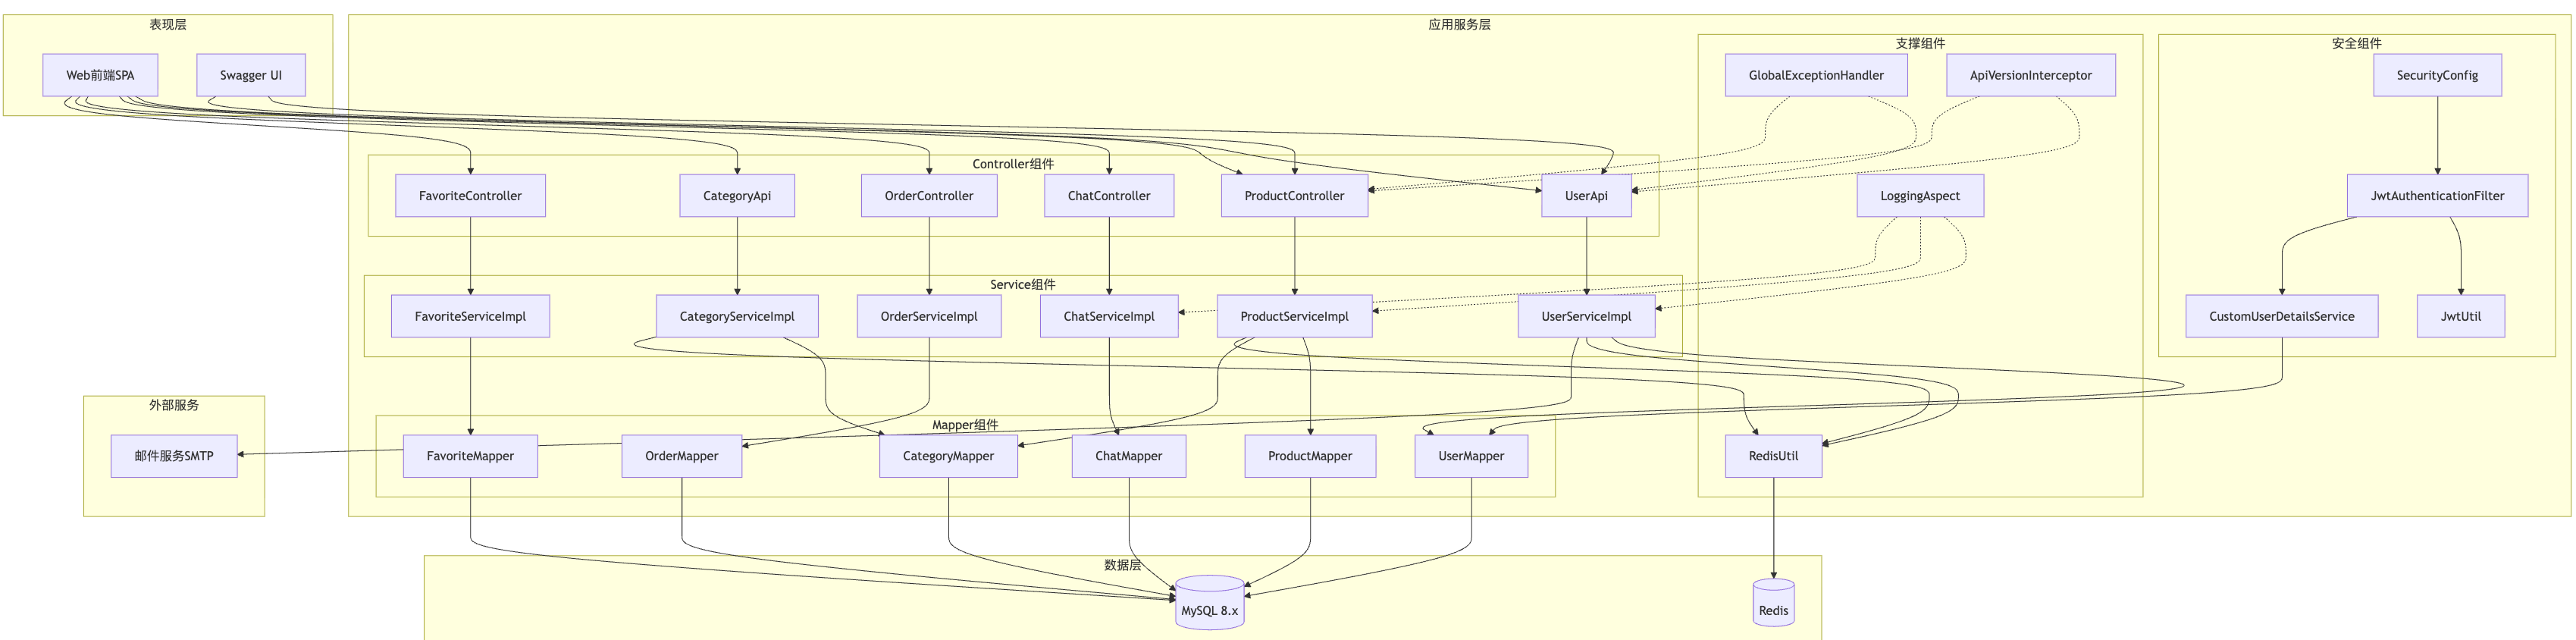 表现层
应用服务层
Web前端SPA
Swagger UI
支撑组件
GlobalExceptionHandler
ApiVersionInterceptor
安全组件
SecurityConfig
Controller组件
FavoriteController
CategoryApi
OrderController
ChatController
ProductController
UserApi
LoggingAspect
JwtAuthenticationFilter
Service组件
FavoriteServiceImpl
CategoryServiceImpl
OrderServiceImpl
ChatServiceImpl
ProductServiceImpl
UserServiceImpl
CustomUserDetailsService
JwtUtil
外部服务
邮件服务SMTP
Mapper组件
FavoriteMapper
OrderMapper
CategoryMapper
ChatMapper
ProductMapper
UserMapper
RedisUtil
数据层
MySQL 8.x
Redis